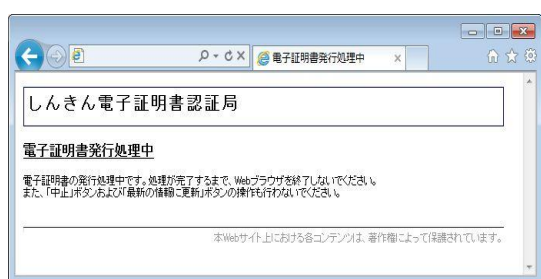 電子証明書発行処理中
しんきん電子証明書認証局
電子証明書発行処理中
電子証明書の発行処理中です。処理が完了するまで、Webブラウザを終了しないでください。
また、「中止」ボタンおよび「最新の情報に更新」ボタンの操作も行わないでください。
本Webサイト上における各コンテンツは、著作権によって保護されています。